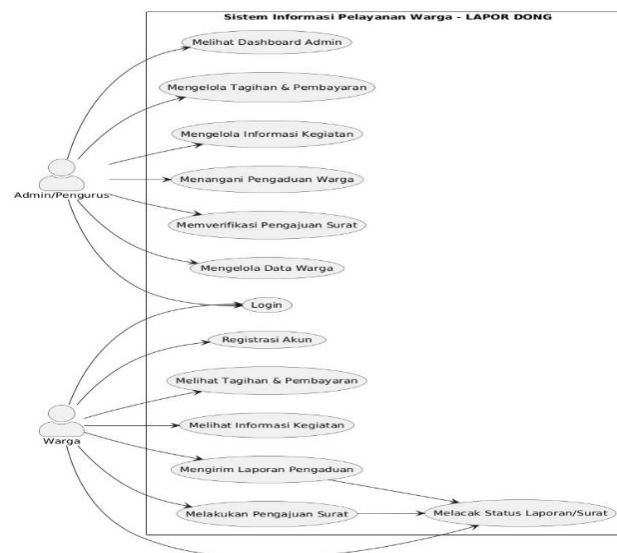 Sistem Informasi Pelayanan Warga - LAPOR DONG
Melihat Dashboard Admin
Mengelola Tagihan & Pembayaran
Mengelola Informasi Kegiatan
Menangani Pengaduan Warga
Admin/Pengurus
Memverifikasi Pengajuan Surat
Mengelola Data Warga
Login
Registrasi Akun
Melihat Tagihan & Pembayaran
Melihat Informasi Kegiatan
Warga
Mengirim Laporan Pengaduan
Melakukan Pengajuan Surat
Melacak Status Laporan/Surat